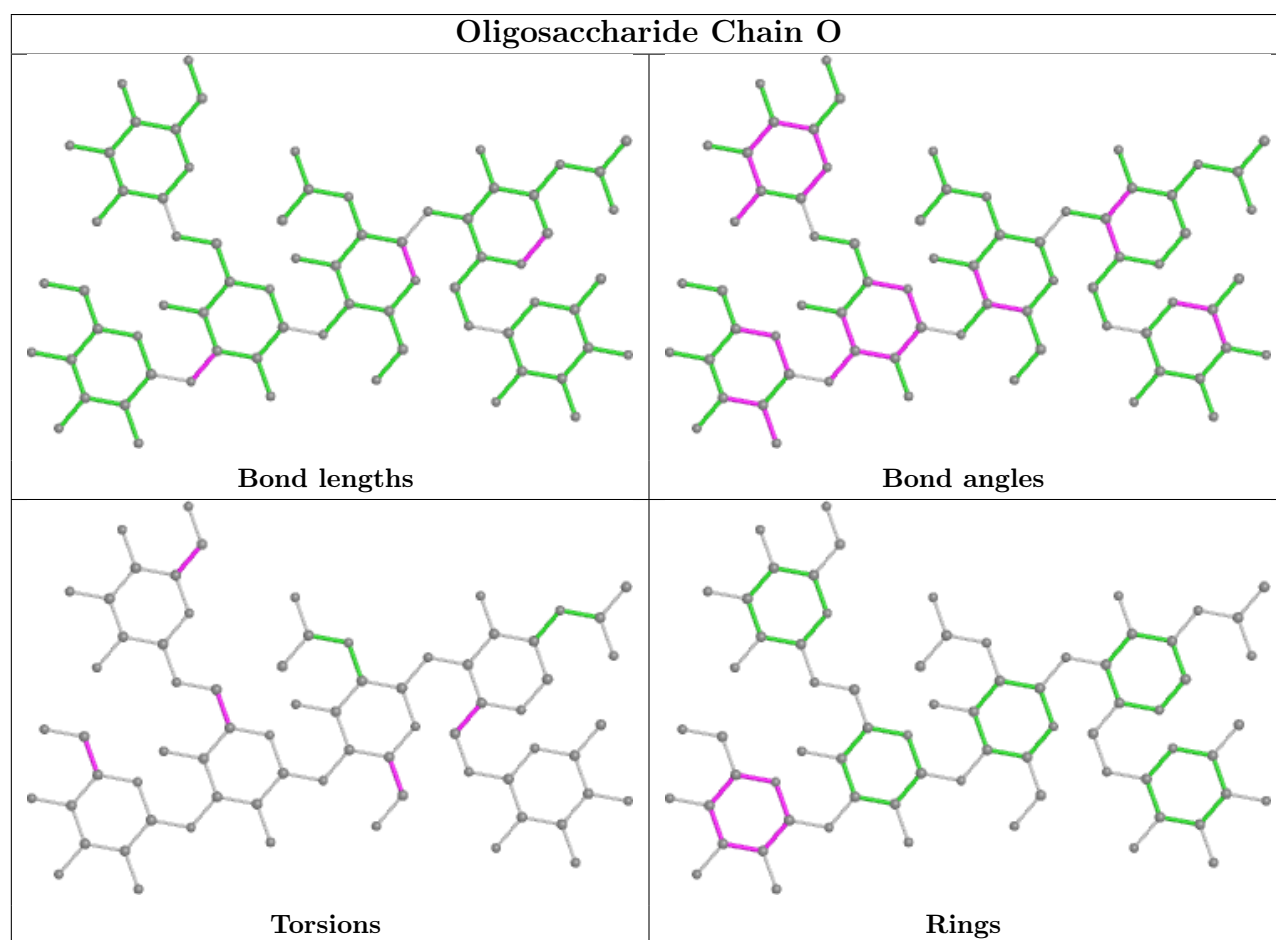 Oligosaccharide Chain O
Bond lengths
Bond angles
Torsions
Rings